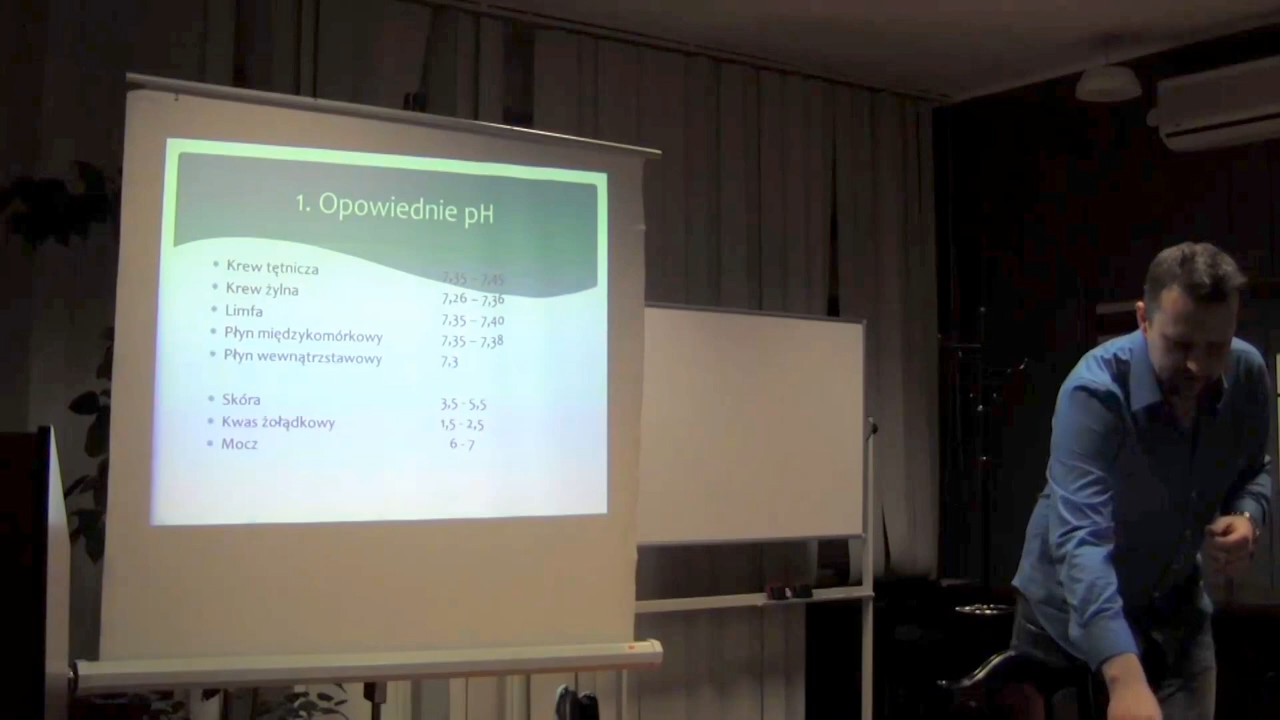 1. Opowiednie pH
• Krew tętnicza 7,35 – 7,45
• Krew żylna 7,26 – 7,36
• Limfa 7,35 – 7,40
• Płyn międzykomórkowy 7,35 – 7,38
• Płyn wewnątrzstawowy 7,3
• Skóra 3,5 - 5,5
• Kwas żołądkowy 1,5 - 2,5
• Mocz 6 - 7